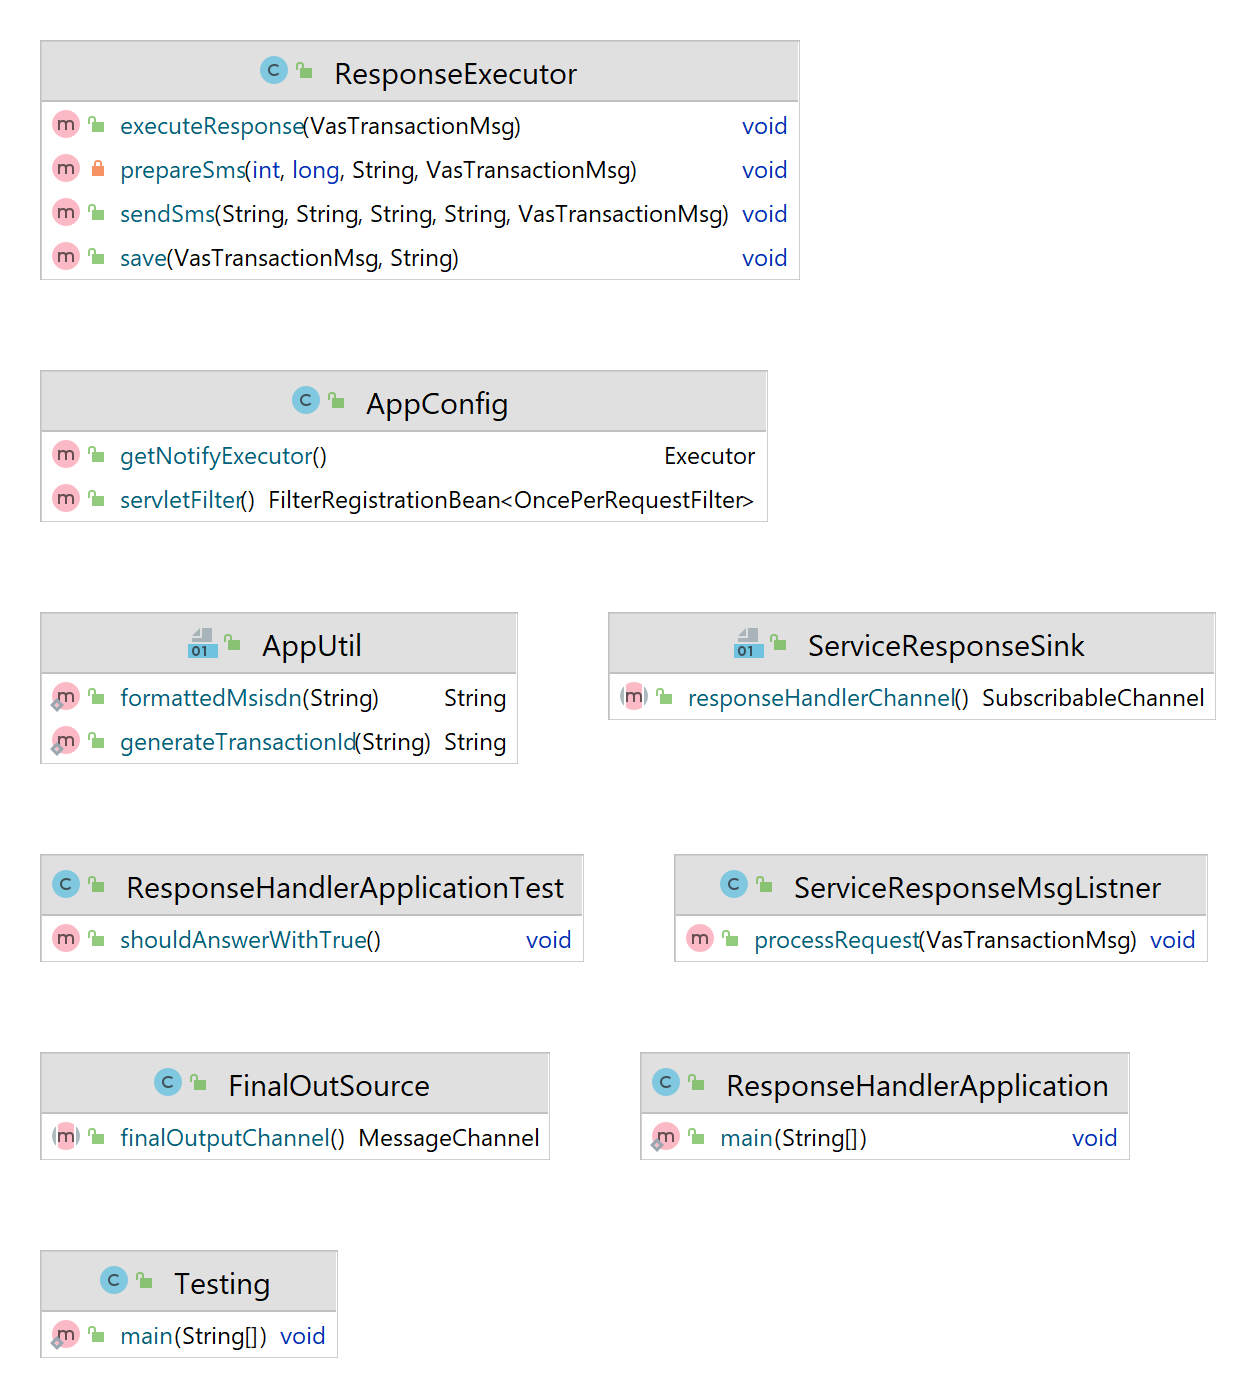 ResponseExecutor
executeResponse(VasTransactionMsg) void
prepareSms(int, long, String, VasTransactionMsg) void
sendSms(String, String, String, String, VasTransactionMsg) void
save(VasTransactionMsg, String) void
AppConfig
getNotifyExecutor() Executor
servletFilter() FilterRegistrationBean<OncePerRequestFilter>
AppUtil
formattedMsisdn(String) String
generateTransactionId(String) String
ServiceResponseSink
responseHandlerChannel() SubscribableChannel
ResponseHandlerApplicationTest
shouldAnswerWithTrue() void
ServiceResponseMsgListner
processRequest(VasTransactionMsg) void
FinalOutSource
finalOutputChannel() MessageChannel
ResponseHandlerApplication
main(String[]) void
Testing
main(String[]) void